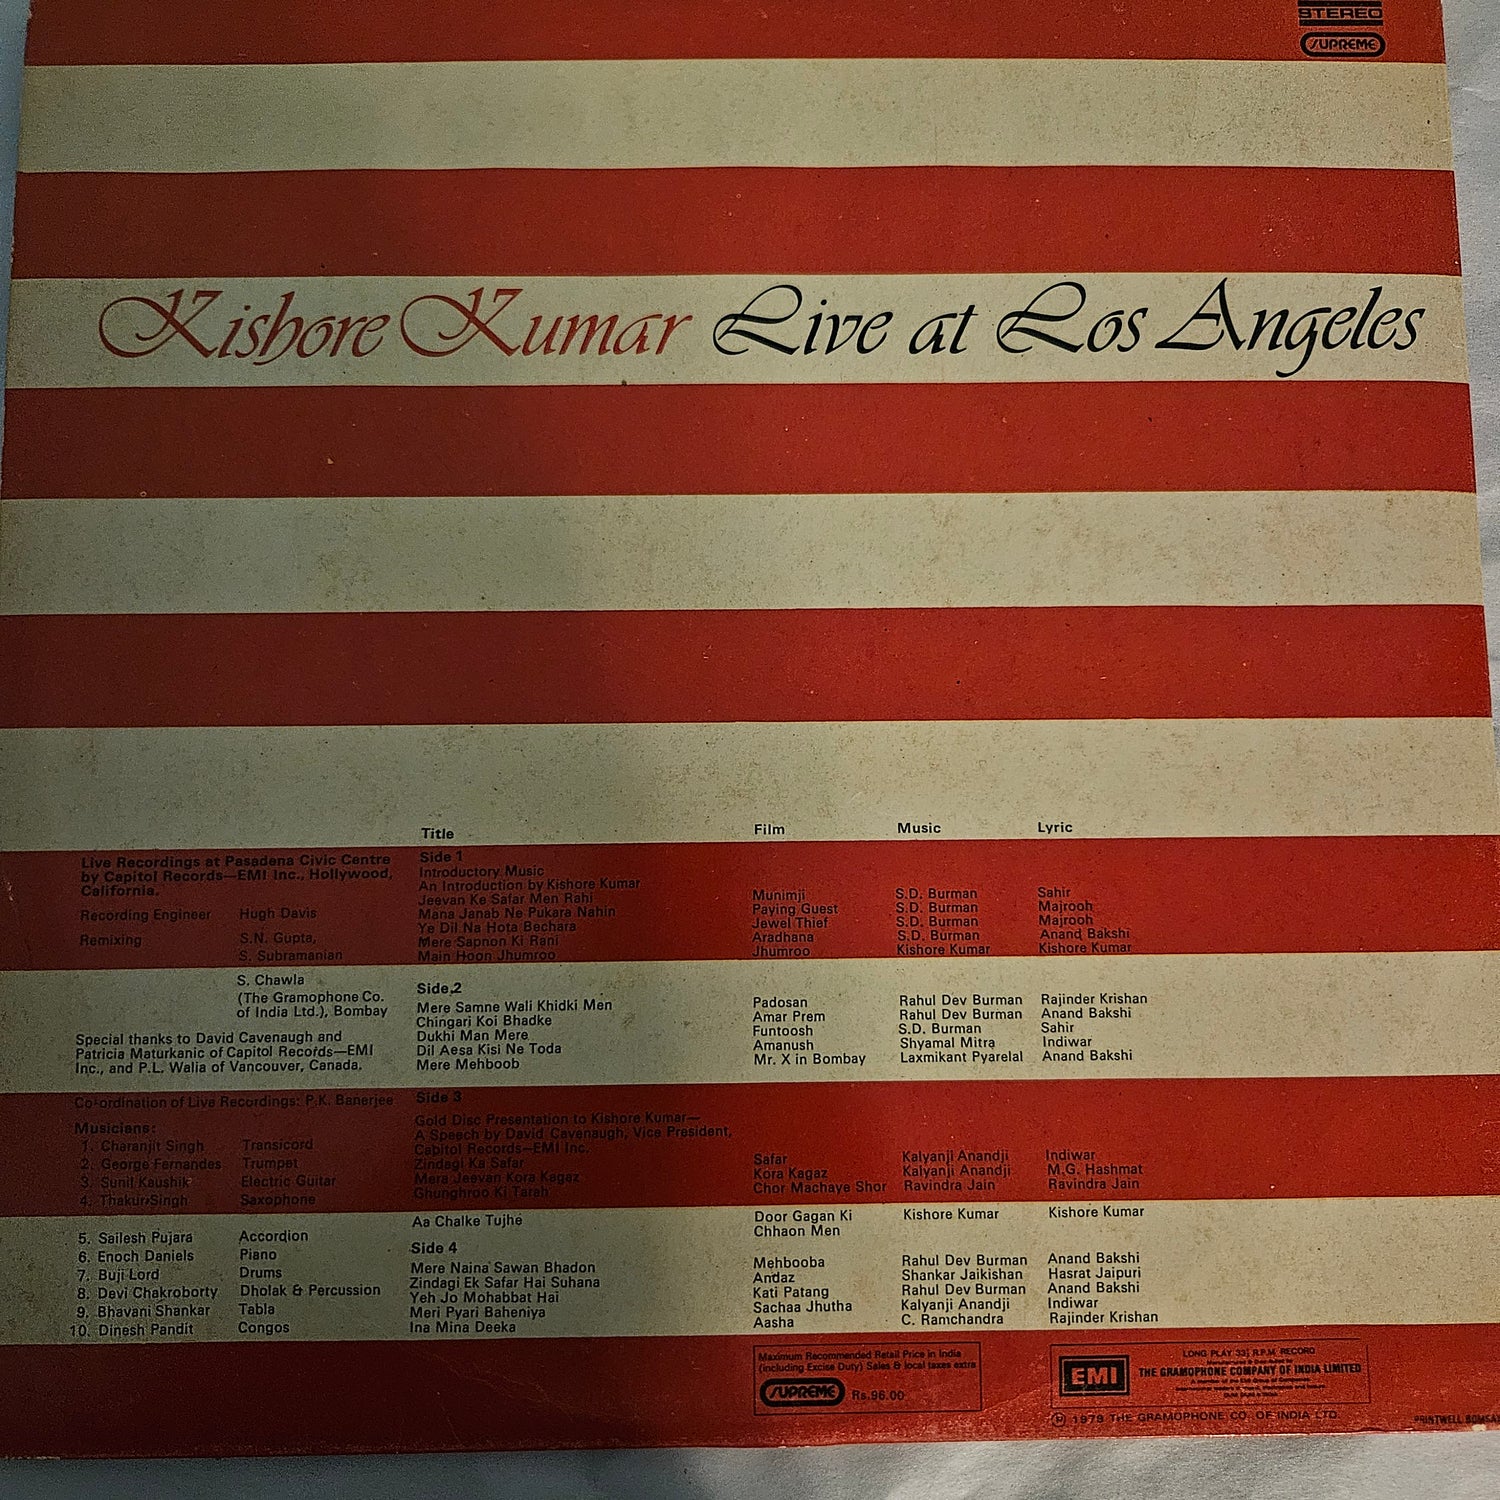 STEREO
SUPREME
Kishore Kumar Live at Los Angeles
Title Film Music Lyric
Live Recordings at Pasadena Civic Centre
by Capitol Records—EMI Inc., Hollywood,
California.
Recording Engineer Hugh Davis
Remixing S.N. Gupta,
S. Subramanian
S. Chawla
(The Gramophone Co.
of India Ltd.), Bombay
Special thanks to David Cavenaugh and
Patricia Maturkanic of Capitol Records—EMI
Inc., and P.L. Walia of Vancouver, Canada.
Co-ordination of Live Recordings: P.K. Banerjee
Musicians:
1. Charanjit Singh Transicord
2. George Fernandes Trumpet
3. Sunil Kaushik Electric Guitar
4. Thakur Singh Saxophone
5. Sailesh Pujara Accordion
6. Enoch Daniels Piano
7. Buji Lord Drums
8. Devi Chakroborty Dholak & Percussion
9. Bhavani Shankar Tabla
10. Dinesh Pandit Congos
Side 1
Introductory Music
An Introduction by Kishore Kumar
Jeevan Ke Safar Men Rahi Munimji S.D. Burman Sahir
Mana Janab Ne Pukara Nahin Paying Guest S.D. Burman Majrooh
Ye Dil Na Hota Bechara Jewel Thief S.D. Burman Majrooh
Mere Sapnon Ki Rani Aradhana S.D. Burman Anand Bakshi
Main Hoon Jhumroo Jhumroo Kishore Kumar Kishore Kumar
Side 2
Mere Samne Wali Khidki Men Padosan Rahul Dev Burman Rajinder Krishan
Chingari Koi Bhadke Amar Prem Rahul Dev Burman Anand Bakshi
Dukhi Man Mere Funtoosh S.D. Burman Sahir
Dil Aesa Kisi Ne Toda Amanush Shyamal Mitra Indiwar
Mere Mehboob Mr. X in Bombay Laxmikant Pyarelal Anand Bakshi
Side 3
Gold Disc Presentation to Kishore Kumar—
A Speech by David Cavenaugh, Vice President,
Capitol Records—EMI Inc.
Zindagi Ka Safar Safar Kalyanji Anandji Indiwar
Mera Jeevan Kora Kagaz Kora Kagaz Kalyanji Anandji M.G. Hashmat
Ghunghroo Ki Tarah Chor Machaye Shor Ravindra Jain Ravindra Jain
Aa Chalke Tujhe Door Gagan Ki Kishore Kumar Kishore Kumar
Chhaon Men
Side 4
Mere Naina Sawan Bhadon Mehbooba Rahul Dev Burman Anand Bakshi
Zindagi Ek Safar Hai Suhana Andaz Shankar Jaikishan Hasrat Jaipuri
Yeh Jo Mohabbat Hai Kati Patang Rahul Dev Burman Anand Bakshi
Meri Pyari Baheniya Sachaa Jhutha Kalyanji Anandji Indiwar
Ina Mina Deeka Aasha C. Ramchandra Rajinder Krishan
Maximum Recommended Retail Price in India
(including Excise Duty) Sales & local taxes extra
SUPREME Rs.96.00
EMI
LONG PLAY 33⅓ R.P.M. RECORD
THE GRAMOPHONE COMPANY OF INDIA LIMITED
Ⓟ 1979 THE GRAMOPHONE CO. OF INDIA LTD.
PRINTWELL BOMBAY